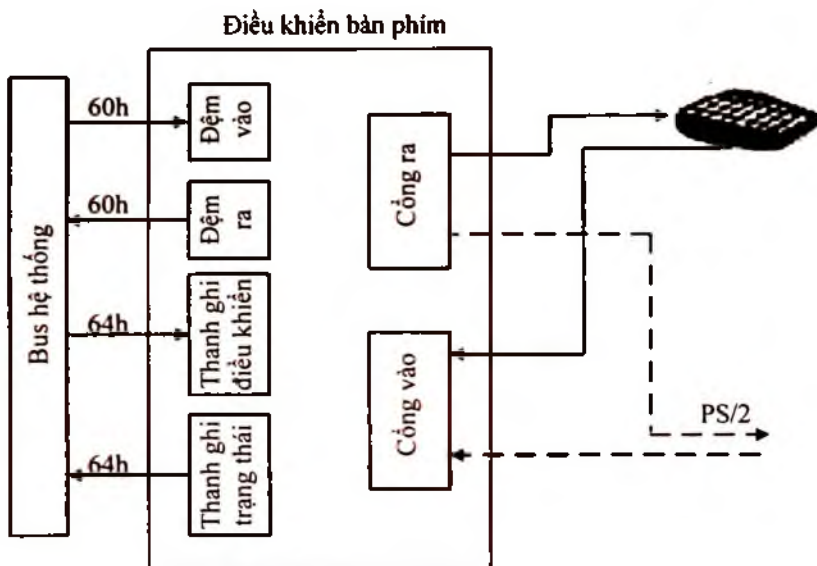 Điều khiển bàn phím
Bus hệ thống
60h
Đệm
vào
60h
Đệm
ra
64h
Thanh ghi
điều khiển
64h
Thanh ghi
trạng thái
Cổng ra
Cổng vào
PS/2